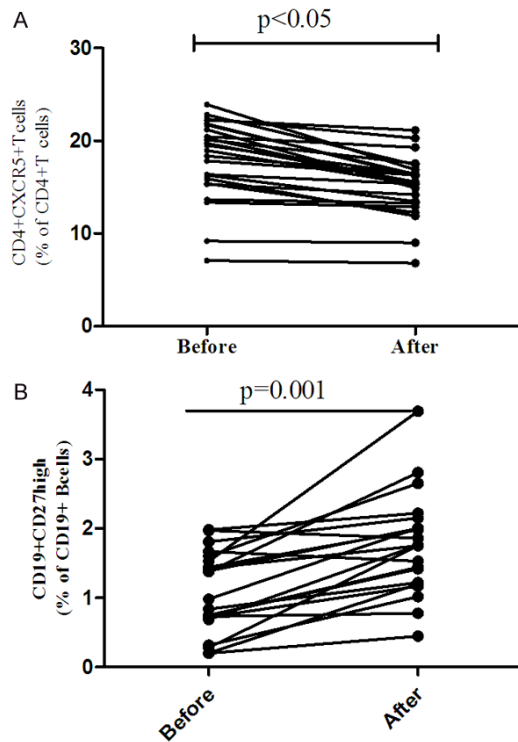 A
p<0.05
CD4+CXCR5+Tcells
(% of CD4+T cells)
30
20
10
0
Before
After
B
p=0.001
CD19+CD27high
(% of CD19+ Bcells)
4
3
2
1
0
Before
After